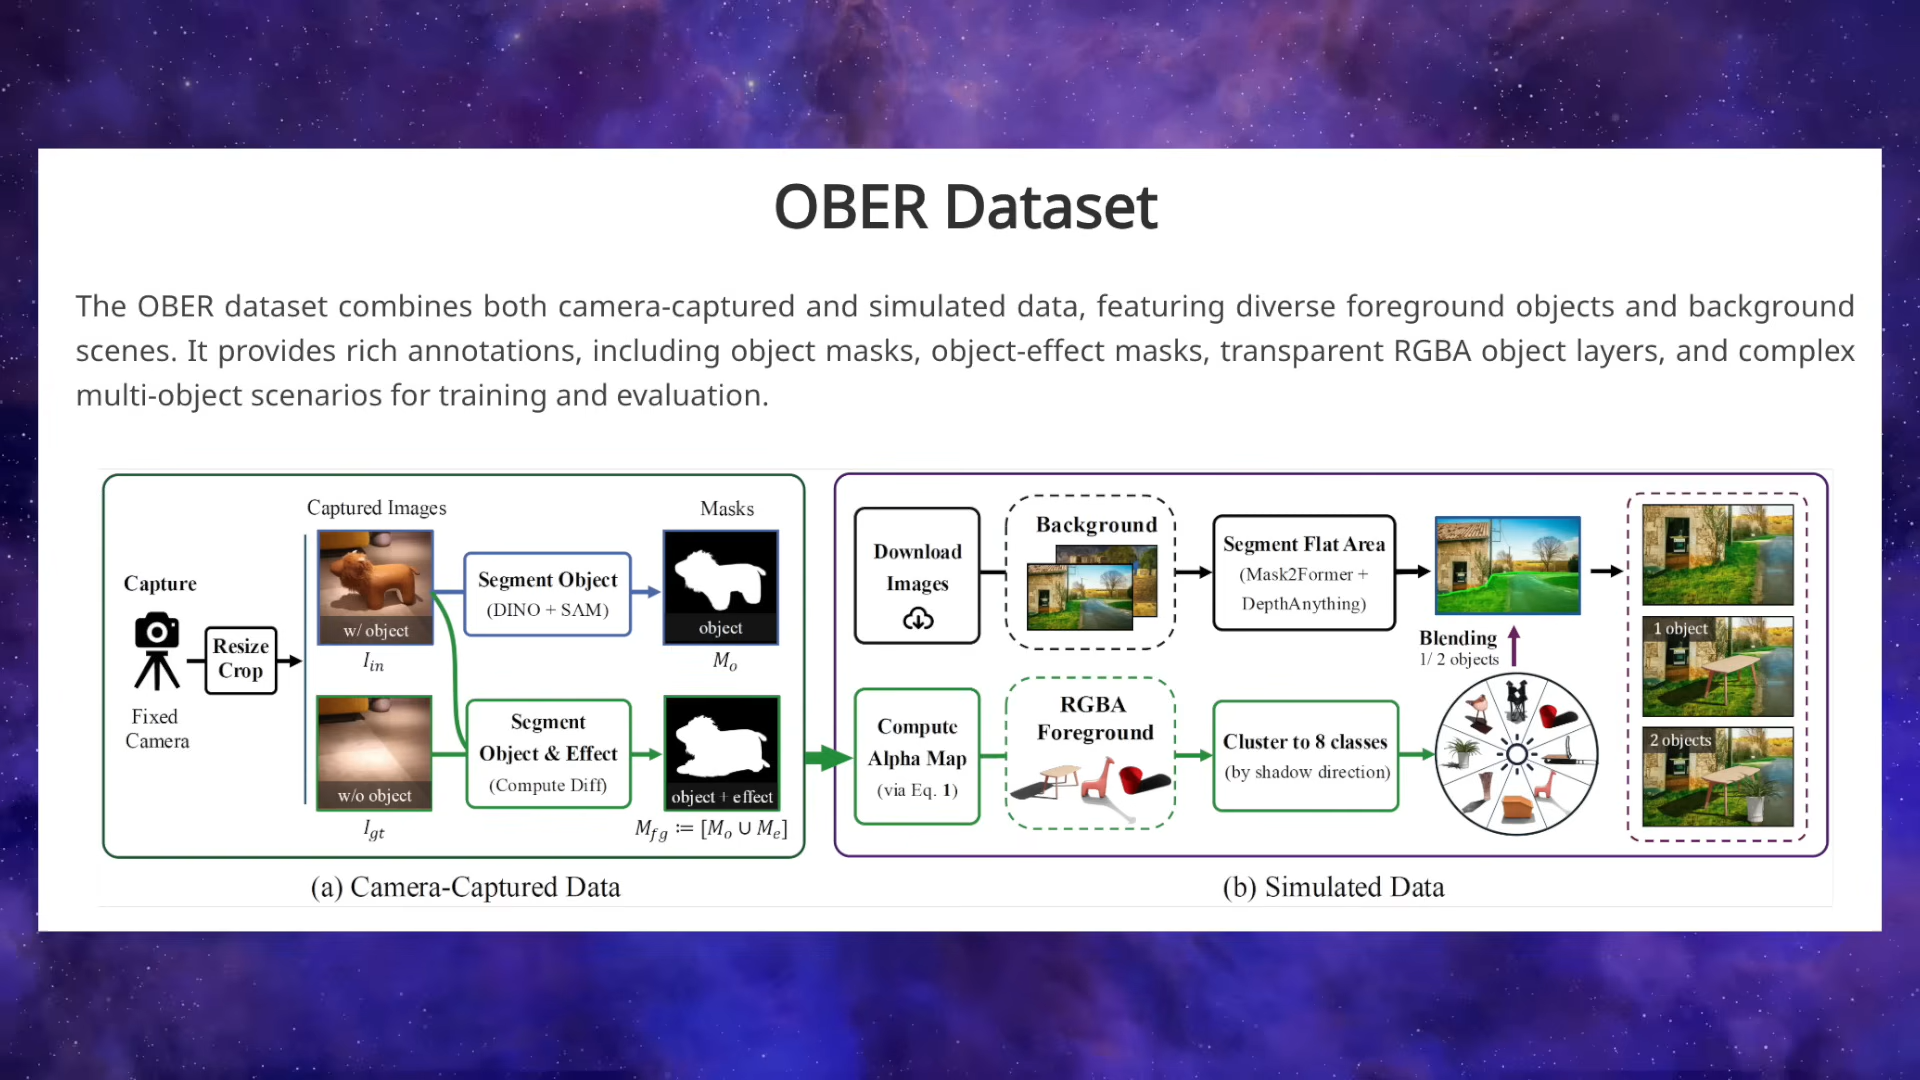 OBER Dataset
The OBER dataset combines both camera-captured and simulated data, featuring diverse foreground objects and background
scenes. It provides rich annotations, including object masks, object-effect masks, transparent RGBA object layers, and complex
multi-object scenarios for training and evaluation.
Captured Images
Masks
Capture
Resize
Crop
Fixed
Camera
w/ object
I_in
Segment Object
(DINO + SAM)
object
M_o
w/o object
I_gt
Segment
Object & Effect
(Compute Diff)
object + effect
M_fg := [M_o ∪ M_e]
(a) Camera-Captured Data
Download
Images
Background
Segment Flat Area
(Mask2Former +
DepthAnything)
Blending
1/ 2 objects
Compute
Alpha Map
(via Eq. 1)
RGBA
Foreground
Cluster to 8 classes
(by shadow direction)
1 object
2 objects
(b) Simulated Data